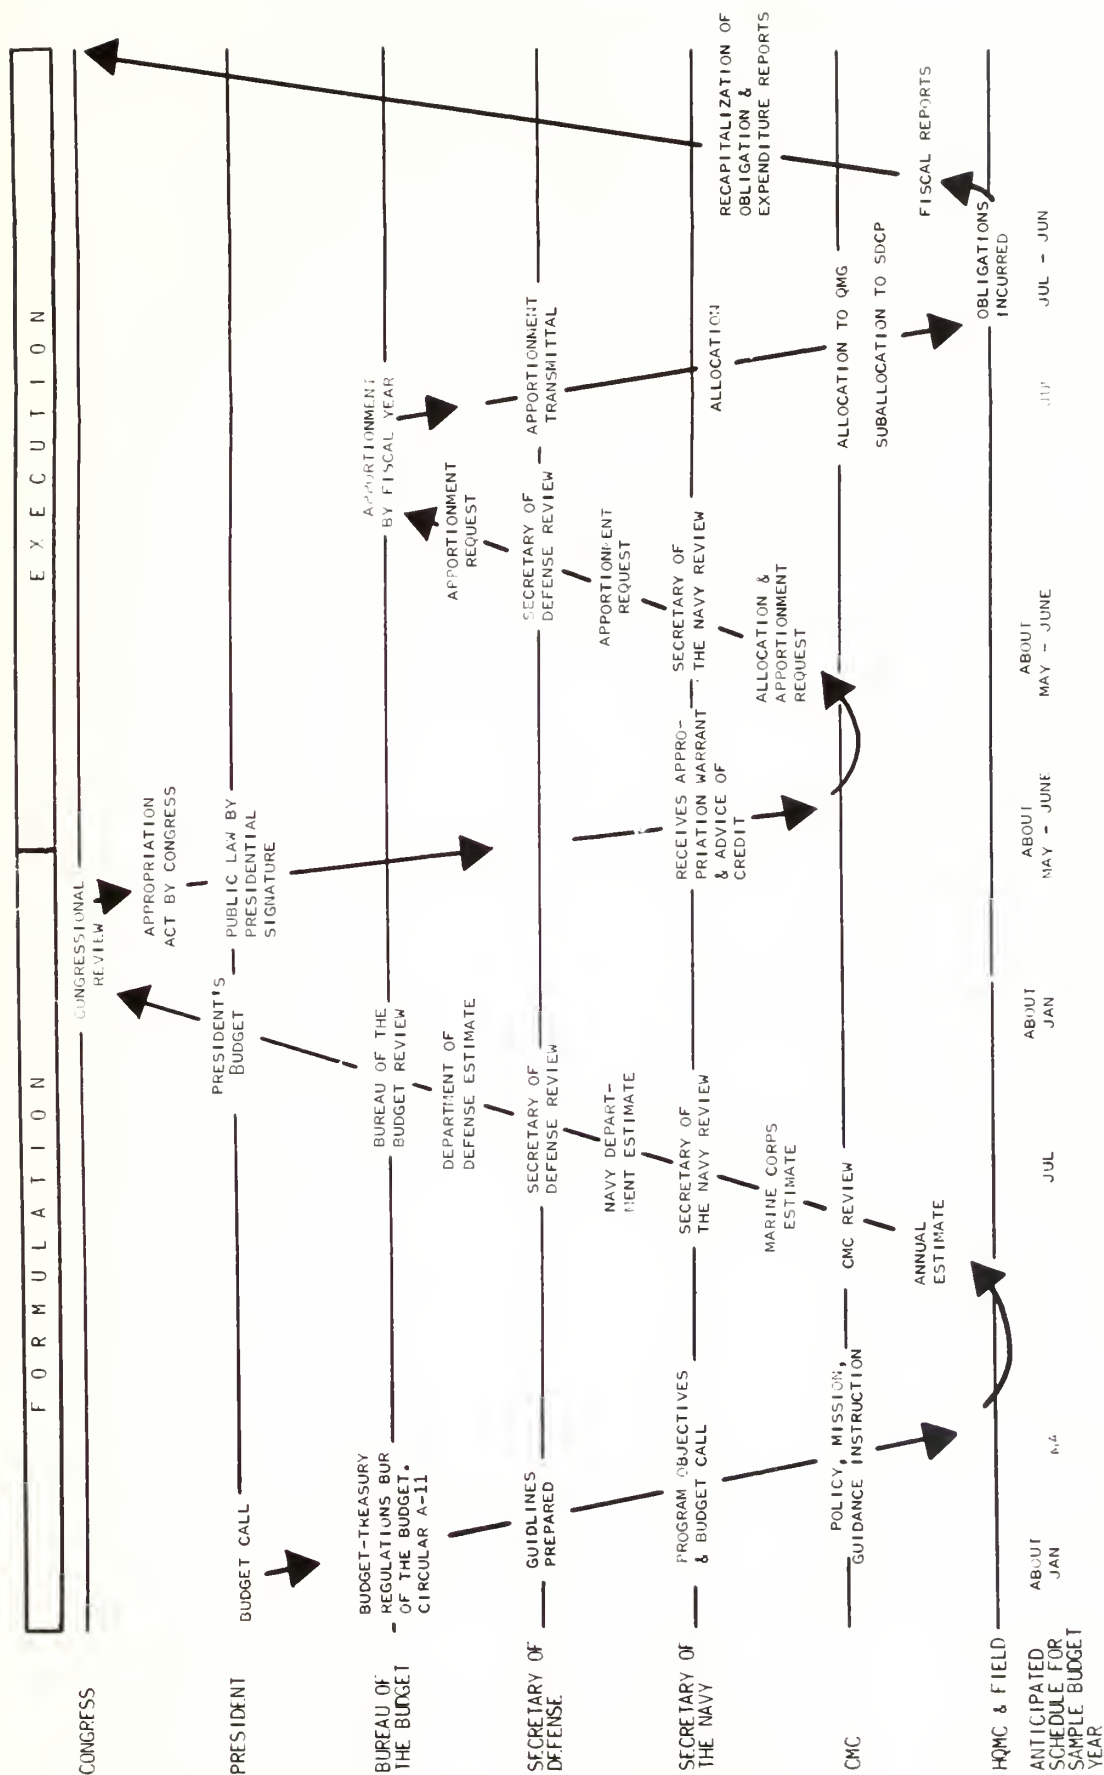 F O R M U L A T I O N
E X E C U T I O N
CONGRESS
CONGRESSIONAL
REVIEW
APPROPRIATION
ACT BY CONGRESS
PRESIDENT
BUDGET CALL
PRESIDENT'S
BUDGET
PUBLIC LAW BY
PRESIDENTIAL
SIGNATURE
BUREAU OF
THE BUDGET
BUDGET-TREASURY
REGULATIONS BUR
OF THE BUDGET.
CIRCULAR A-11
BUREAU OF THE
BUDGET REVIEW
APPORTIONMENT
BY FISCAL YEAR
DEPARTMENT OF
DEFENSE ESTIMATE
APPORTIONMENT
REQUEST
SECRETARY OF
DEFENSE
GUIDLINES
PREPARED
SECRETARY OF
DEFENSE REVIEW
SECRETARY OF
DEFENSE REVIEW
APPORTIONMENT
TRANSMITTAL
NAVY DEPART-
MENT ESTIMATE
APPORTIONMENT
REQUEST
SECRETARY OF
THE NAVY
PROGRAM OBJECTIVES
& BUDGET CALL
SECRETARY OF
THE NAVY REVIEW
RECEIVES APPRO-
PRIATION WARRANT
& ADVICE OF
CREDIT
SECRETARY OF
THE NAVY REVIEW
ALLOCATION
RECAPITALIZATION OF
OBLIGATION &
EXPENDITURE REPORTS
MARINE CORPS
ESTIMATE
ALLOCATION &
APPORTIONMENT
REQUEST
CMC
POLICY, MISSION,
GUIDANCE INSTRUCTION
CMC REVIEW
ALLOCATION TO QMG
SUBALLOCATION TO SDCP
ANNUAL
ESTIMATE
FISCAL REPORTS
HQMC & FIELD
OBLIGATIONS
INCURRED
ANTICIPATED
SCHEDULE FOR
SAMPLE BUDGET
YEAR
ABOUT
JAN
JUL
ABOUT
JAN
ABOUT
MAY - JUNE
ABOUT
MAY - JUNE
JUL - JUN